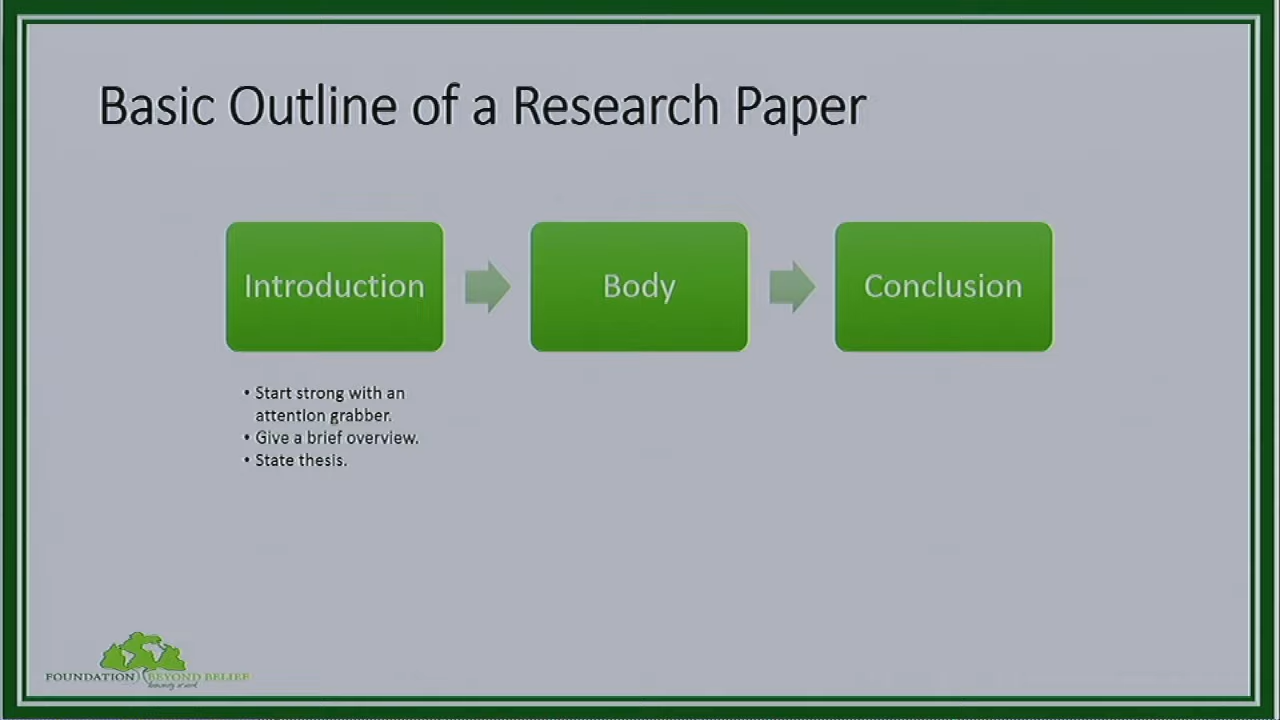 Basic Outline of a Research Paper
Introduction
Body
Conclusion
• Start strong with an
attention grabber.
• Give a brief overview.
• State thesis.
FOUNDATION BEYOND BELIEF